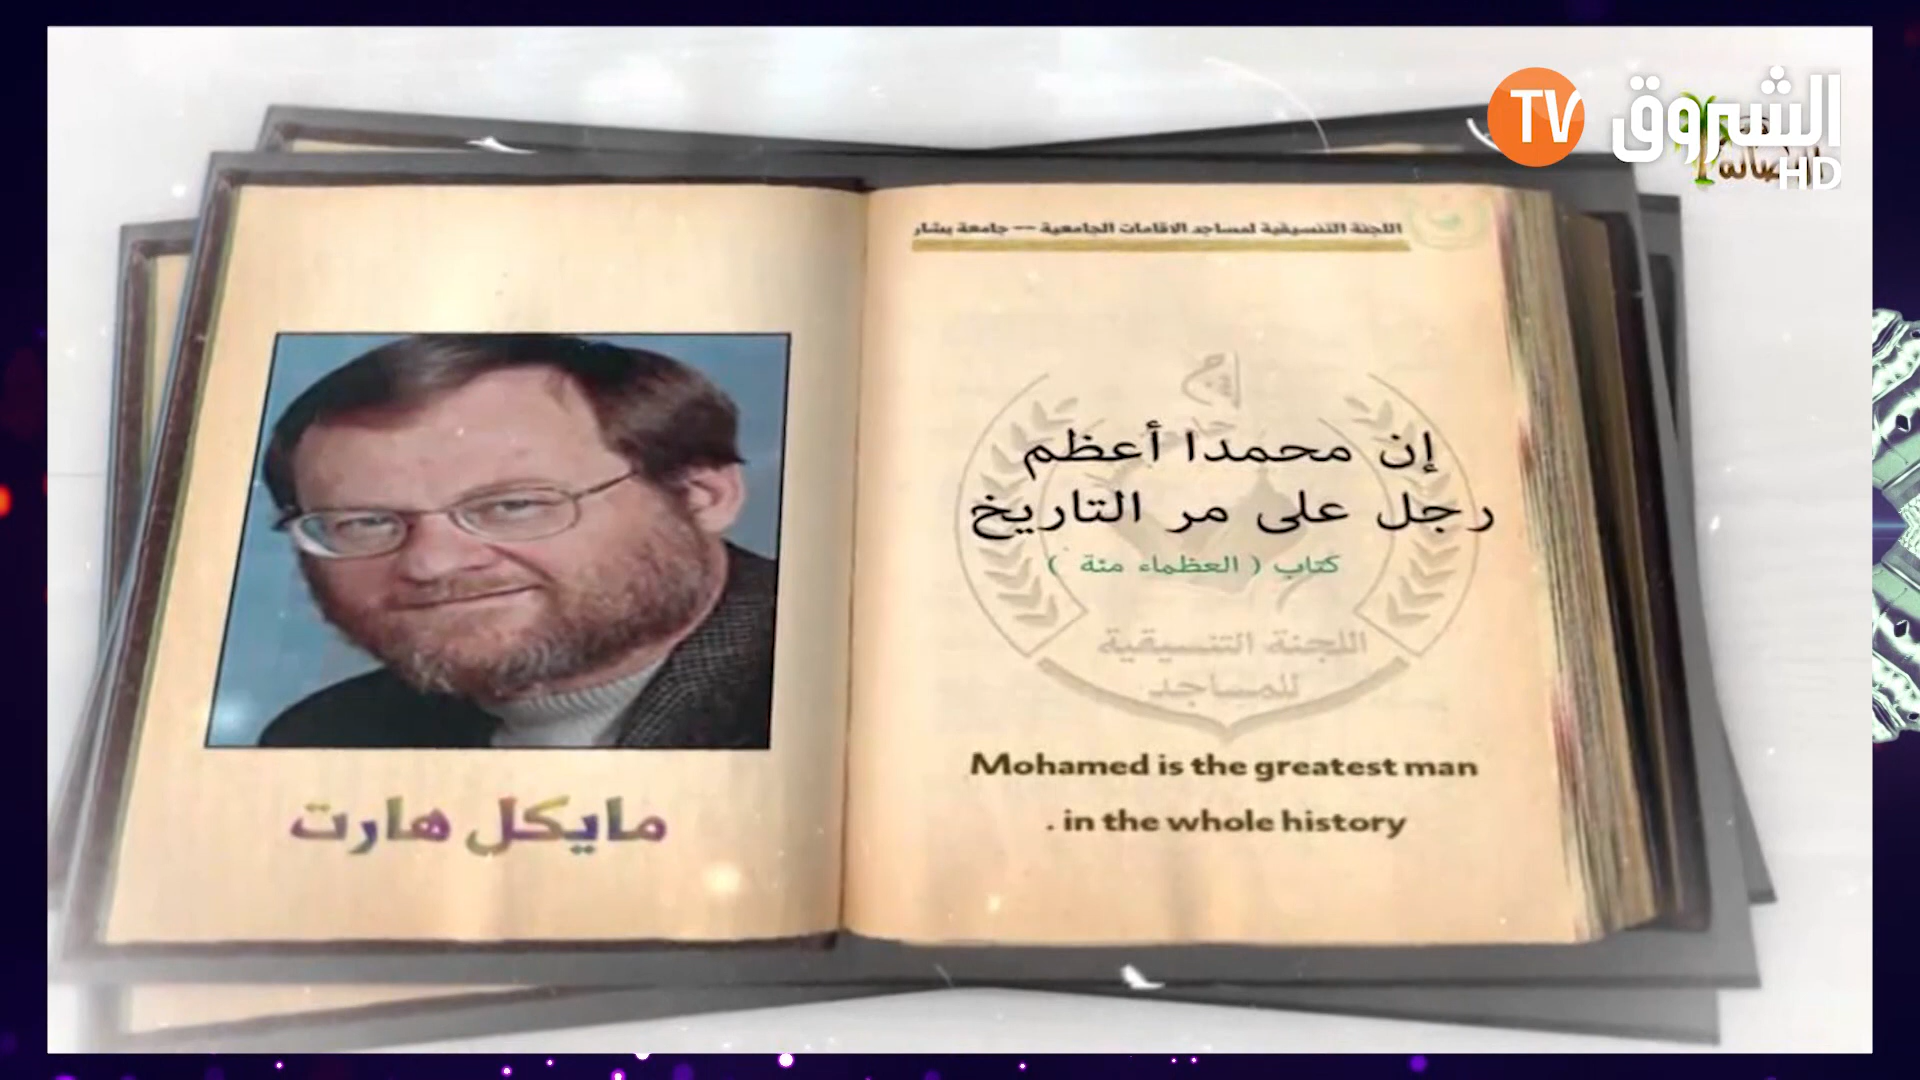 TV الشروق
HD
اللجنة التنسيقية لمساجد الاقامات الجامعية -- جامعة بشار
إن محمدا أعظم
رجل على مر التاريخ
كتاب ( العظماء مئة )
اللجنة التنسيقية
للمساجد
Mohamed is the greatest man
. in the whole history
مايكل هارت